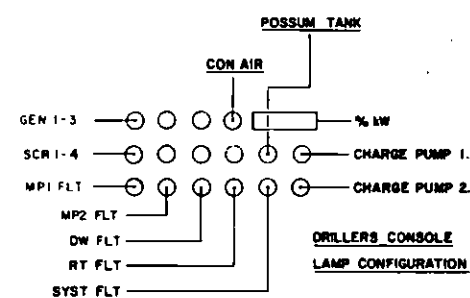 POSSUM TANK
CON AIR
GEN 1-3
% kW
SCR 1-4
CHARGE PUMP 1.
MP1 FLT
CHARGE PUMP 2.
MP2 FLT
DW FLT
RT FLT
SYST FLT
DRILLERS CONSOLE
LAMP CONFIGURATION